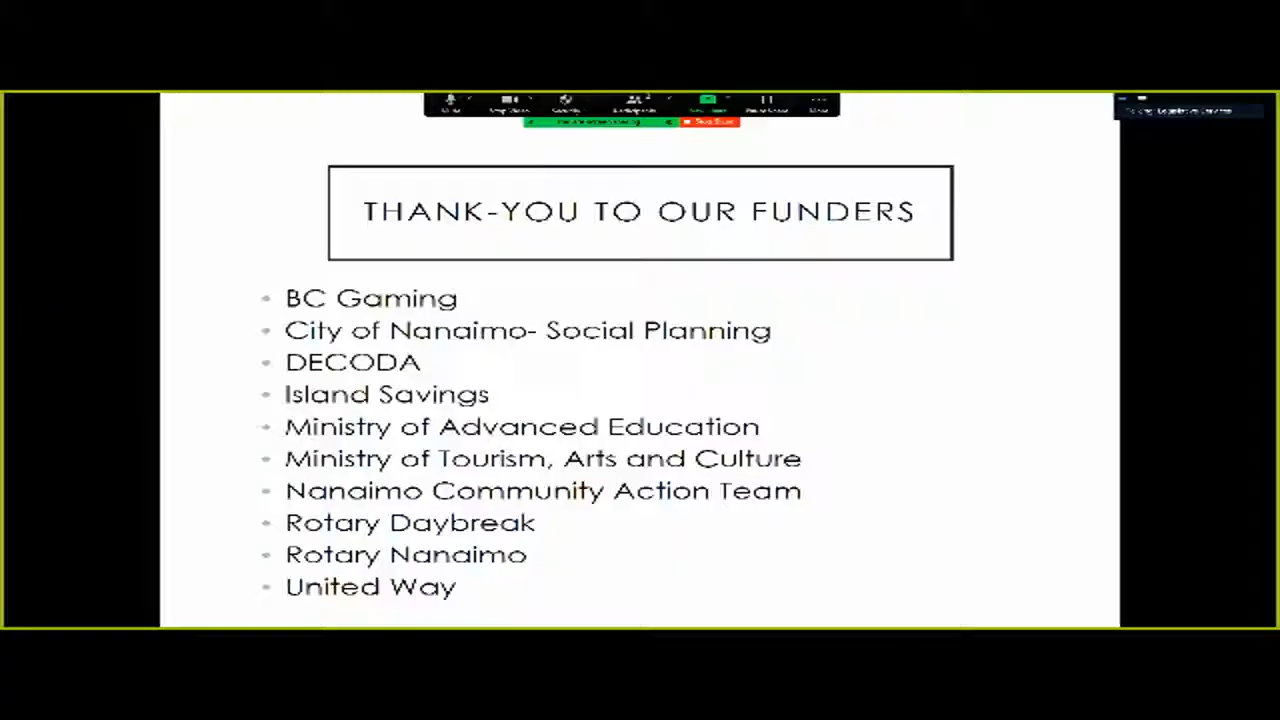 THANK-YOU TO OUR FUNDERS
• BC Gaming
• City of Nanaimo- Social Planning
• DECODA
• Island Savings
• Ministry of Advanced Education
• Ministry of Tourism, Arts and Culture
• Nanaimo Community Action Team
• Rotary Daybreak
• Rotary Nanaimo
• United Way